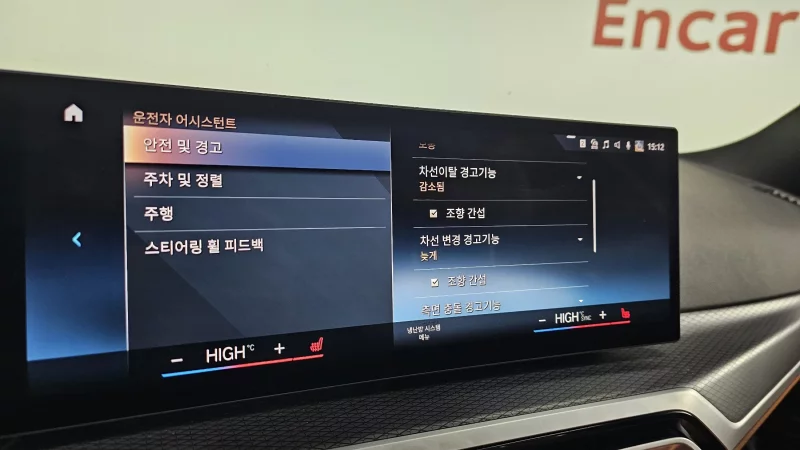 Encar
운전자 어시스턴트
안전 및 경고
주차 및 정렬
주행
스티어링 휠 피드백
15:12
차선이탈 경고기능
감소됨
조향 간섭
차선 변경 경고기능
늦게
조향 간섭
측면 충돌 경고기능
냉난방 시스템
메뉴
− HIGH°C +
− HIGH°C SYNC +